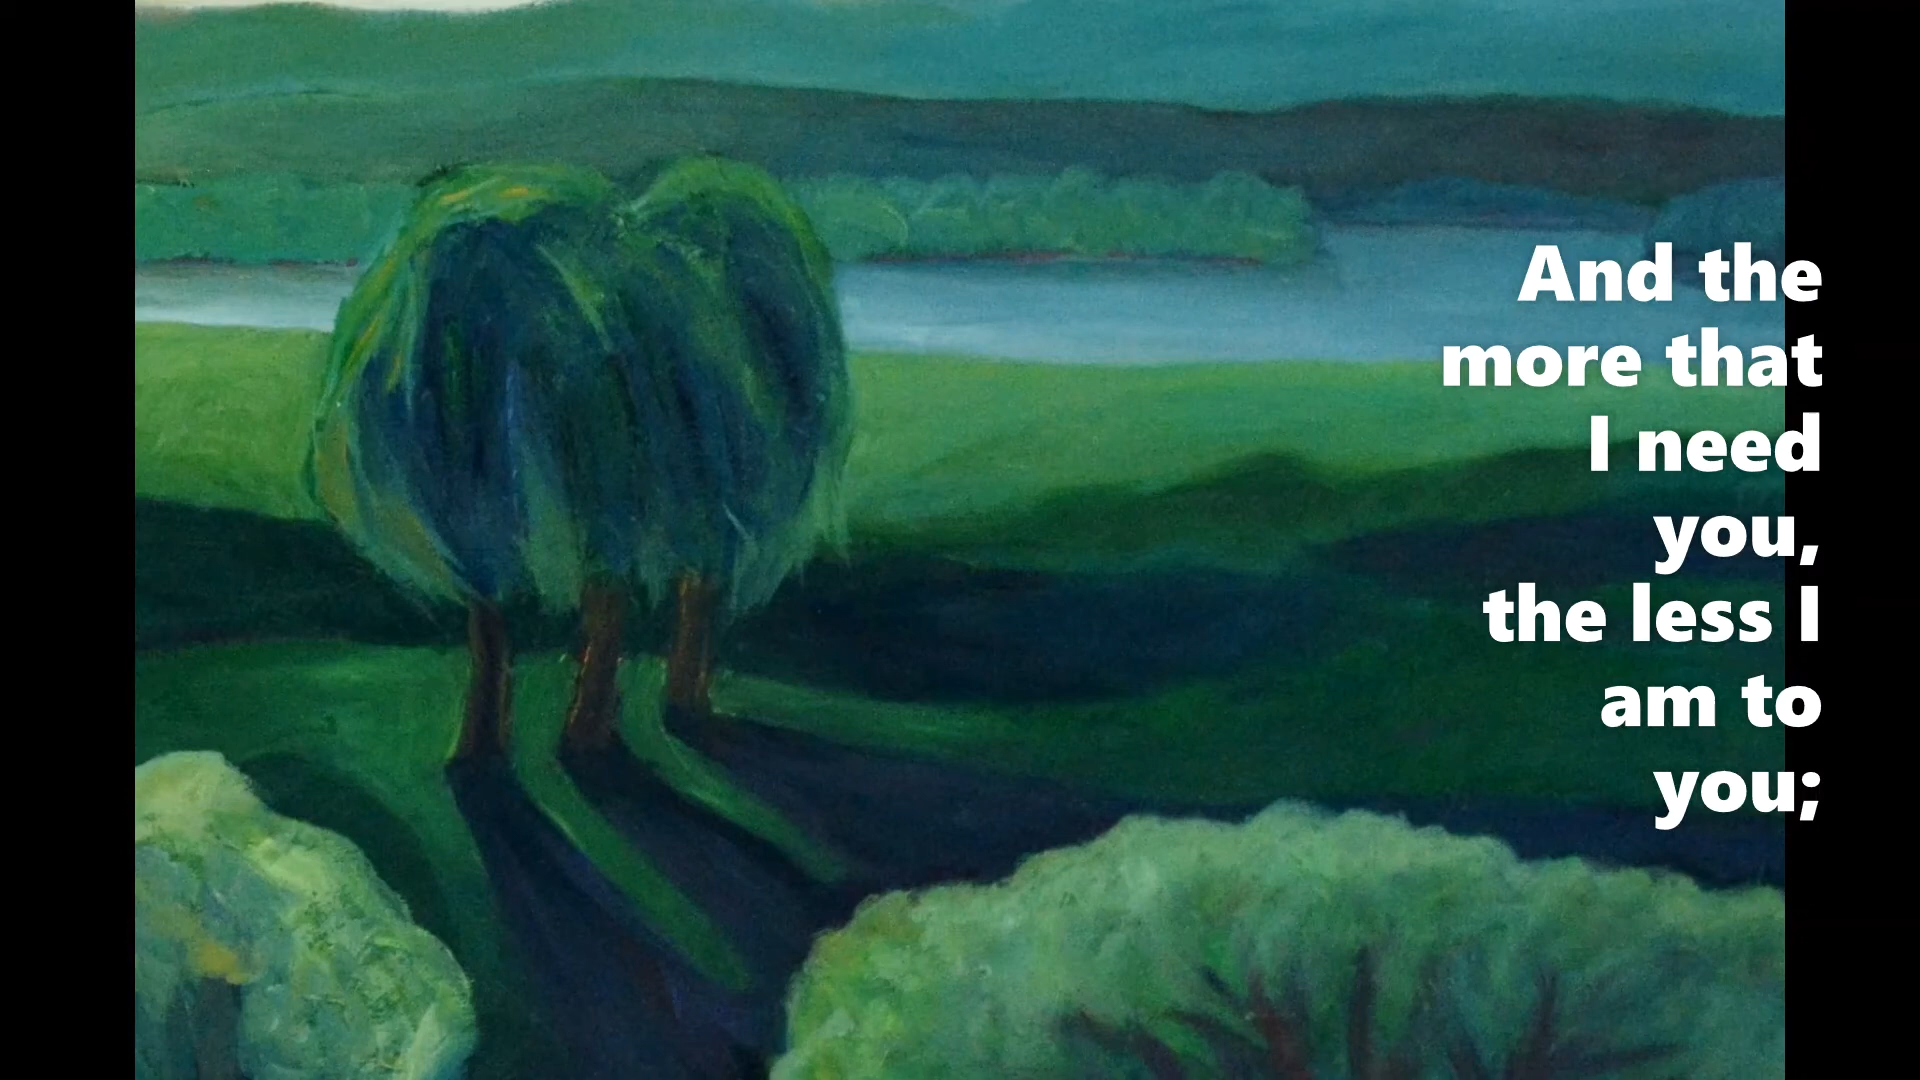 And the
more that
I need
you,
the less I
am to
you;